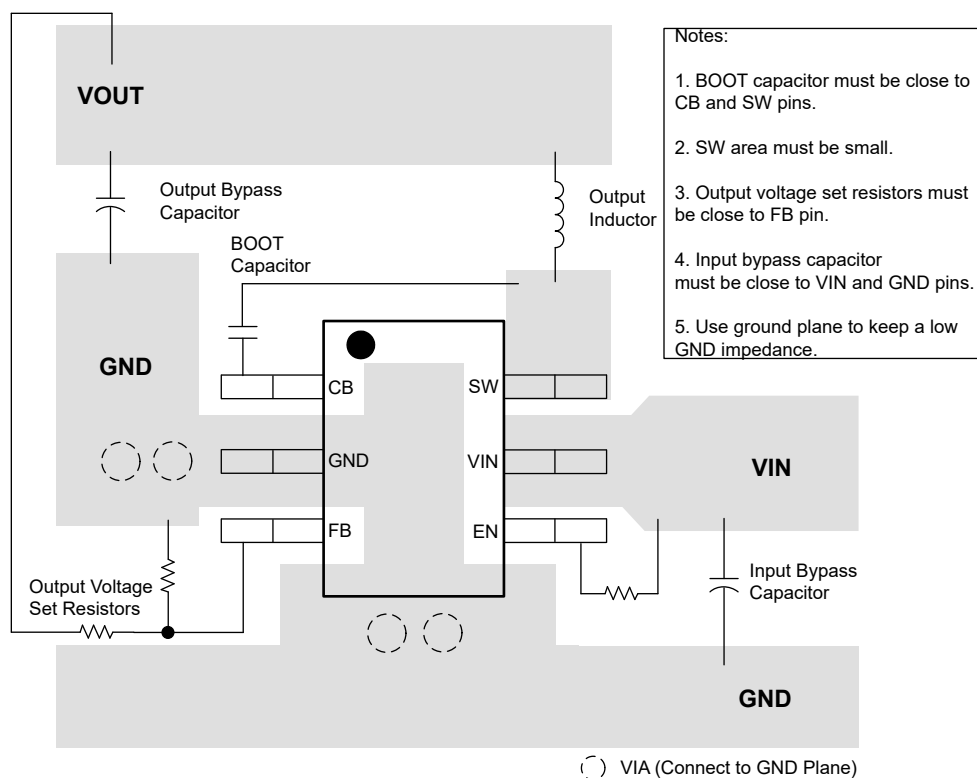 VOUT
Output Bypass
Capacitor
BOOT
Capacitor
Output
Inductor
GND
CB
SW
GND
VIN
VIN
FB
EN
Output Voltage
Set Resistors
Input Bypass
Capacitor
GND
VIA (Connect to GND Plane)
Notes:
1. BOOT capacitor must be close to
CB and SW pins.
2. SW area must be small.
3. Output voltage set resistors must
be close to FB pin.
4. Input bypass capacitor
must be close to VIN and GND pins.
5. Use ground plane to keep a low
GND impedance.